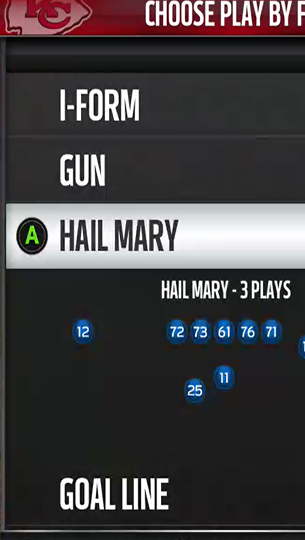 CHOOSE PLAY BY F
I-FORM
GUN
A HAIL MARY
HAIL MARY - 3 PLAYS
12 72 73 61 76 71
11
25
GOAL LINE